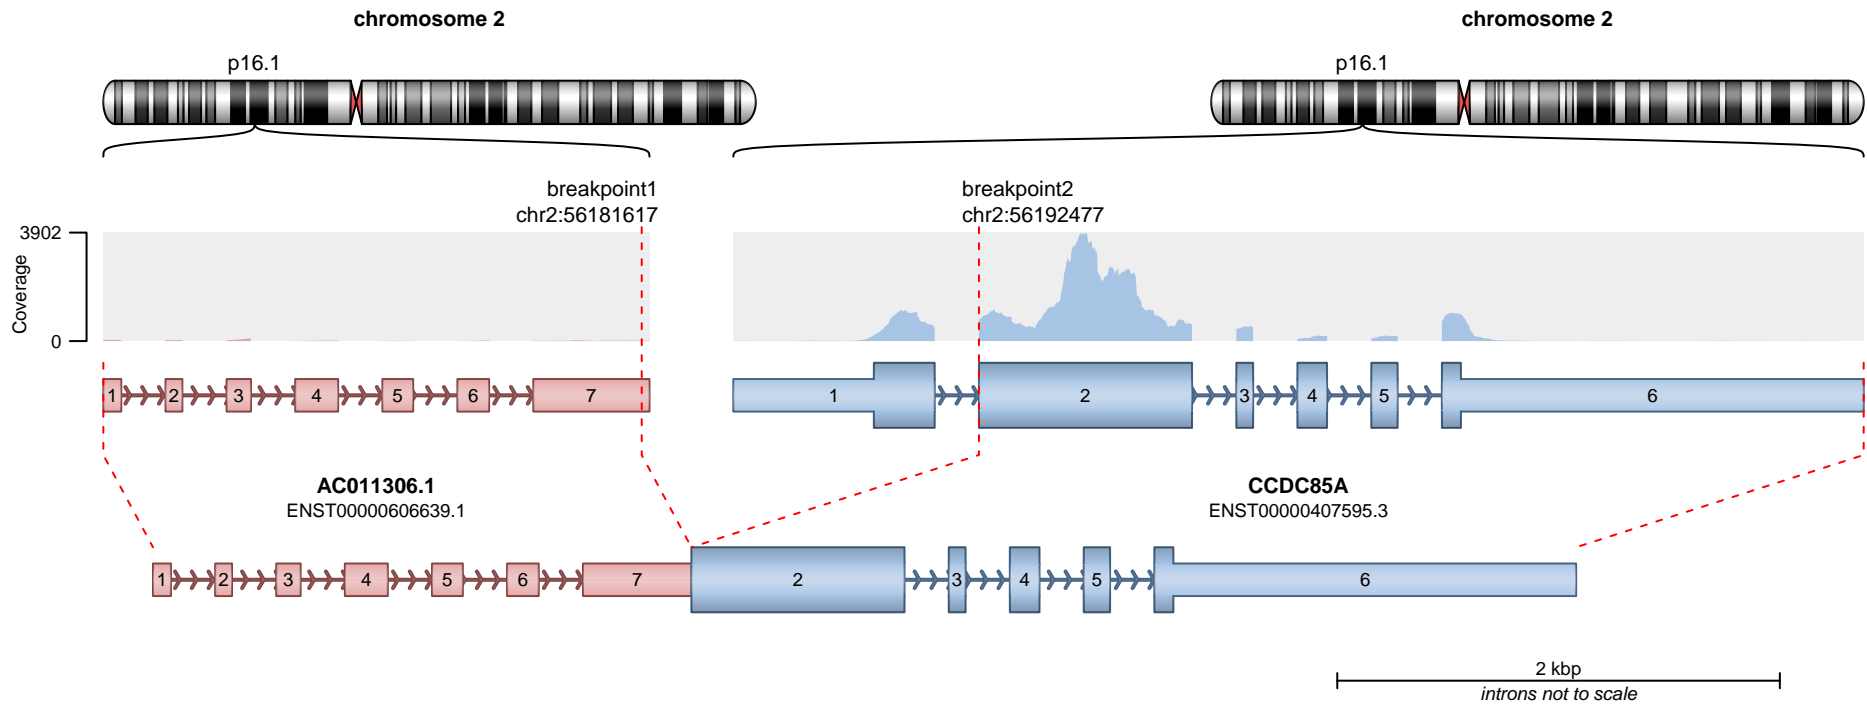 chromosome 2
chromosome 2
p16.1
p16.1
breakpoint1
chr2:56181617
breakpoint2
chr2:56192477
3902
0
Coverage
1 2 3 4 5 6 7
1 2 3 4 5 6
AC011306.1
ENST00000606639.1
CCDC85A
ENST00000407595.3
1 2 3 4 5 6 7 2 3 4 5 6
2 kbp
introns not to scale